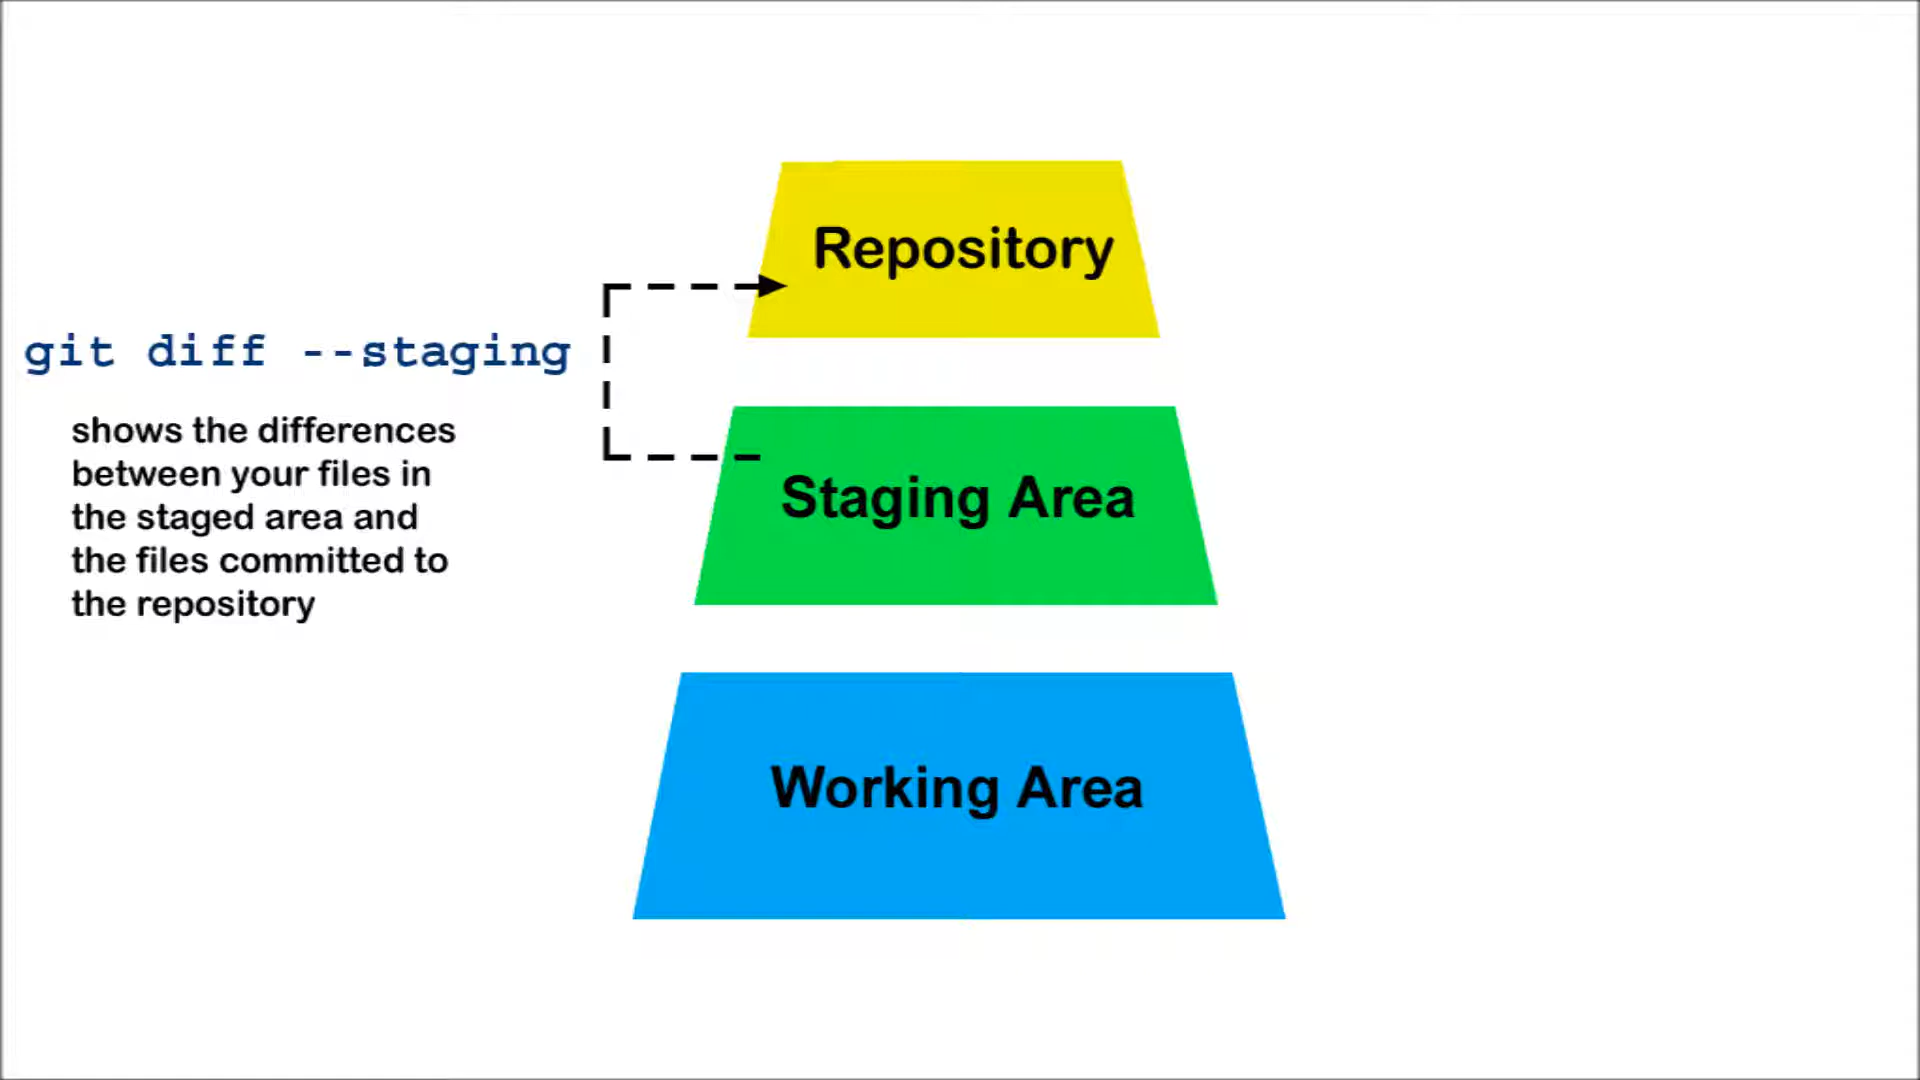 Repository
git diff --staging
shows the differences
between your files in
the staged area and
the files committed to
the repository
Staging Area
Working Area